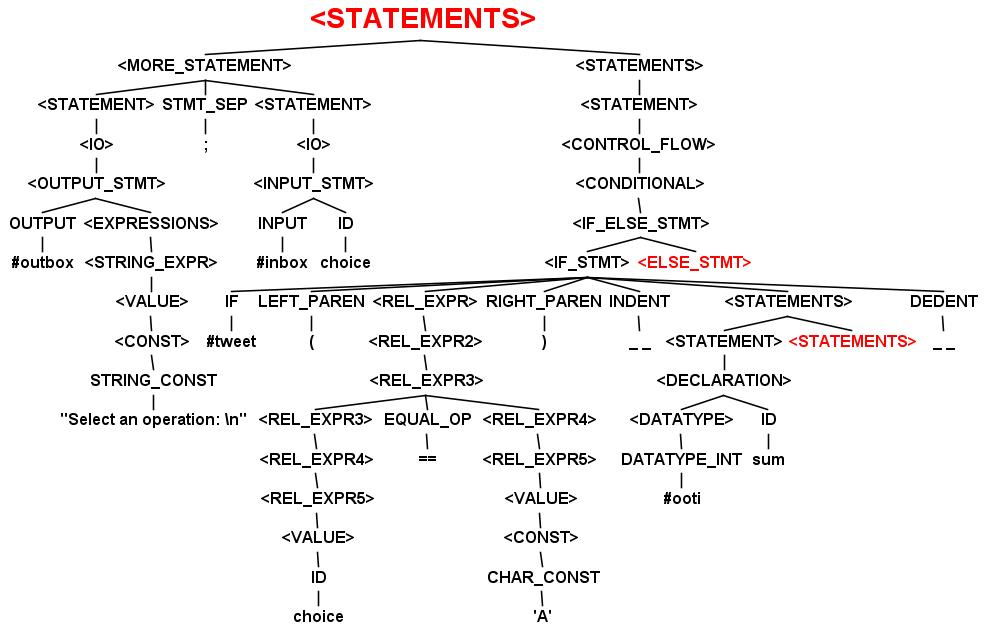 <STATEMENTS>
<MORE_STATEMENT> <STATEMENTS>
<STATEMENT> STMT_SEP <STATEMENT> <STATEMENT>
<IO> ; <IO> <CONTROL_FLOW>
<OUTPUT_STMT> <INPUT_STMT> <CONDITIONAL>
OUTPUT <EXPRESSIONS> INPUT ID <IF_ELSE_STMT>
#outbox <STRING_EXPR> #inbox choice <IF_STMT> <ELSE_STMT>
<VALUE> IF LEFT_PAREN <REL_EXPR> RIGHT_PAREN INDENT <STATEMENTS> DEDENT
<CONST> #tweet ( <REL_EXPR2> ) _ _ <STATEMENT> <STATEMENTS> _ _
STRING_CONST <REL_EXPR3> <DECLARATION>
"Select an operation: \n" <REL_EXPR3> EQUAL_OP <REL_EXPR4> <DATATYPE> ID
<REL_EXPR4> == <REL_EXPR5> DATATYPE_INT sum
<REL_EXPR5> <VALUE> #ooti
<VALUE> <CONST>
ID CHAR_CONST
choice 'A'